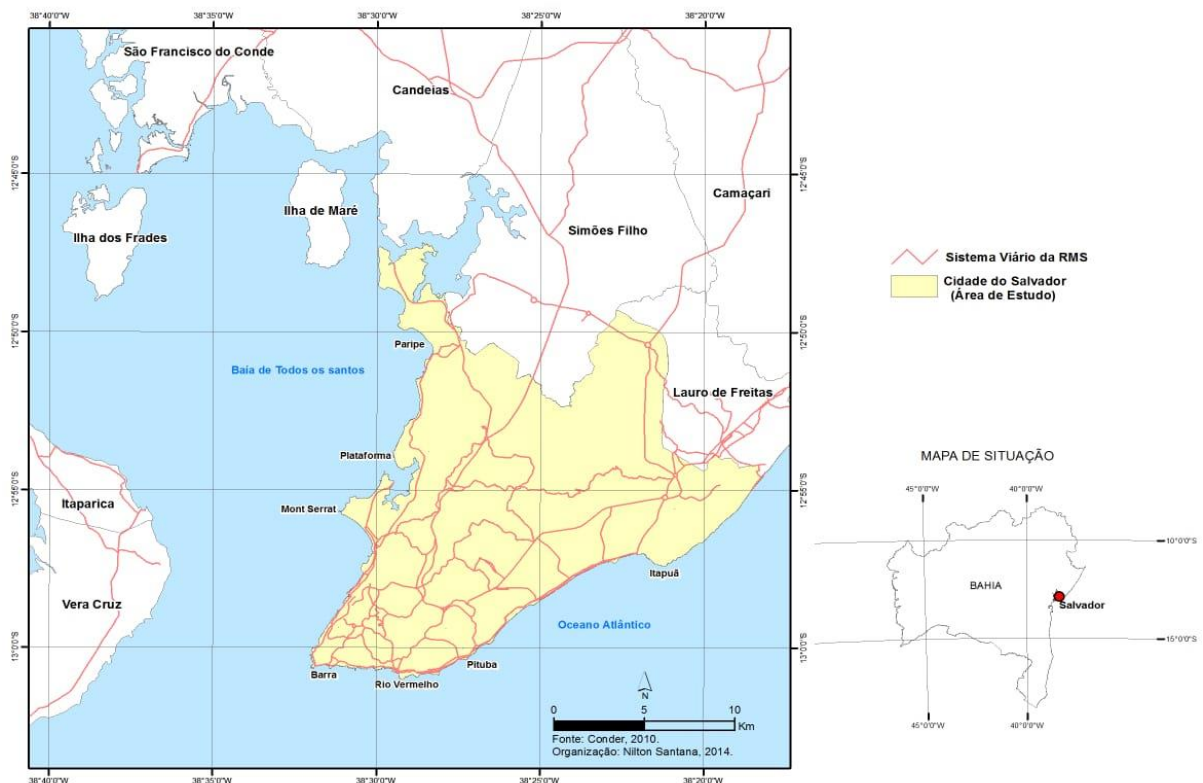 38°40'0"W
38°35'0"W
38°30'0"W
38°25'0"W
38°20'0"W
São Francisco do Conde
Candeias
12°45'0"S
12°45'0"S
Camaçari
Ilha de Maré
Ilha dos Frades
Simões Filho
Sistema Viário da RMS
Cidade do Salvador
(Área de Estudo)
12°50'0"S
12°50'0"S
Paripe
Baía de Todos os santos
Lauro de Freitas
Plataforma
MAPA DE SITUAÇÃO
45°0'0"W
40°0'0"W
12°55'0"S
12°55'0"S
Itaparica
Mont Serrat
10°0'0"S
Itapuã
BAHIA
Vera Cruz
Salvador
Oceano Atlântico
15°0'0"S
13°0'0"S
13°0'0"S
Pituba
Barra
Rio Vermelho
N
0 5 10
Km
45°0'0"W
40°0'0"W
Fonte: Conder, 2010.
Organização: Nilton Santana, 2014.
38°40'0"W
38°35'0"W
38°30'0"W
38°25'0"W
38°20'0"W